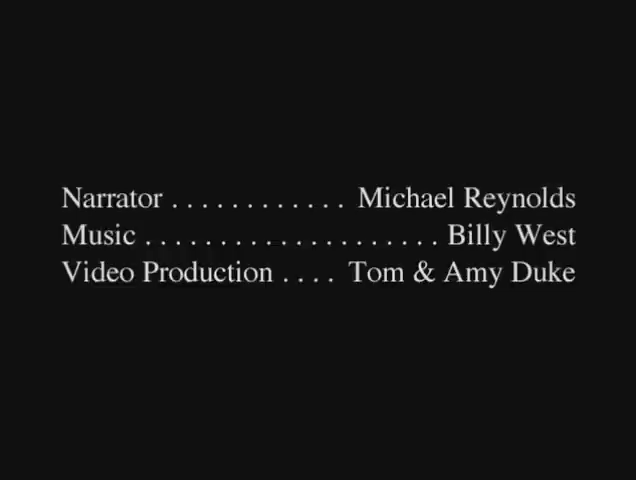 Narrator . . . . . . . . . . . . Michael Reynolds
Music . . . . . . . . . . . . . . . . . . . . Billy West
Video Production . . . . Tom & Amy Duke